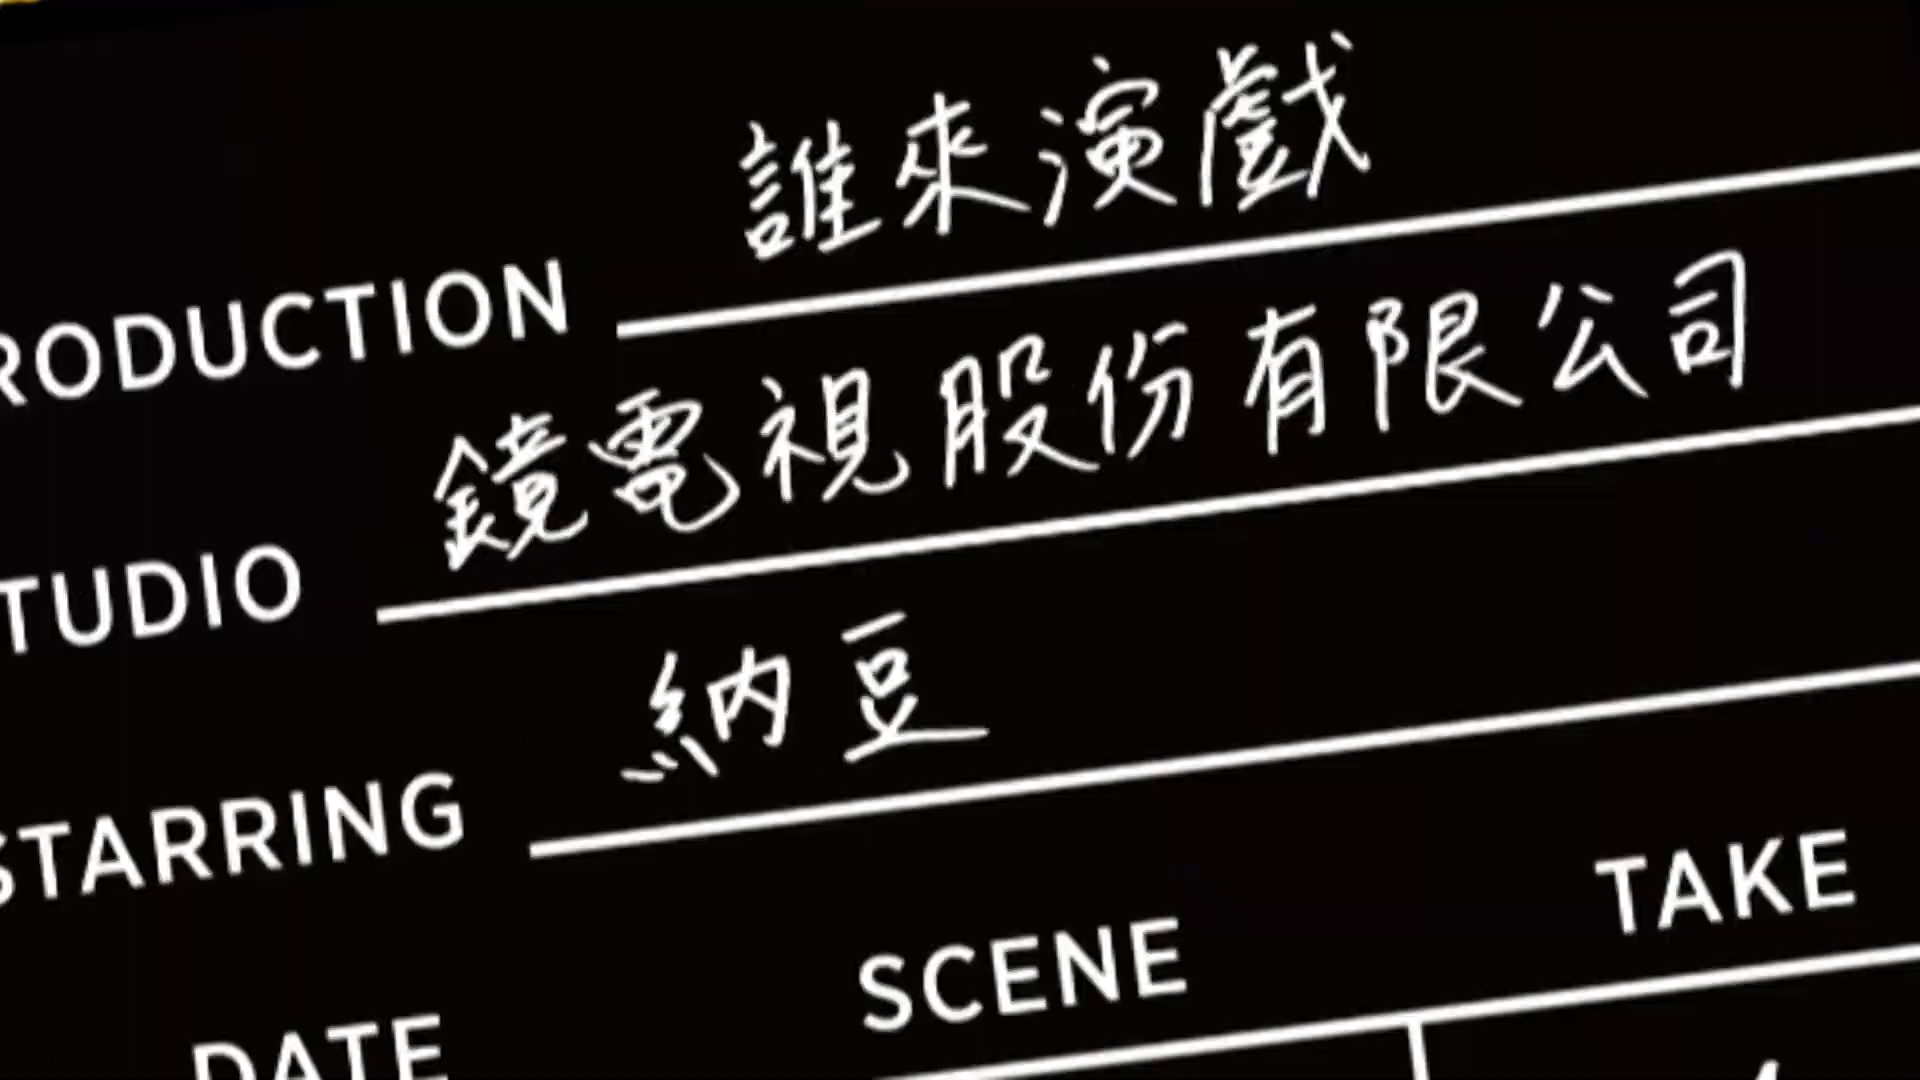 RODUCTION 誰來演戲
TUDIO 鏡電視股份有限公司
STARRING 納豆
DATE SCENE TAKE